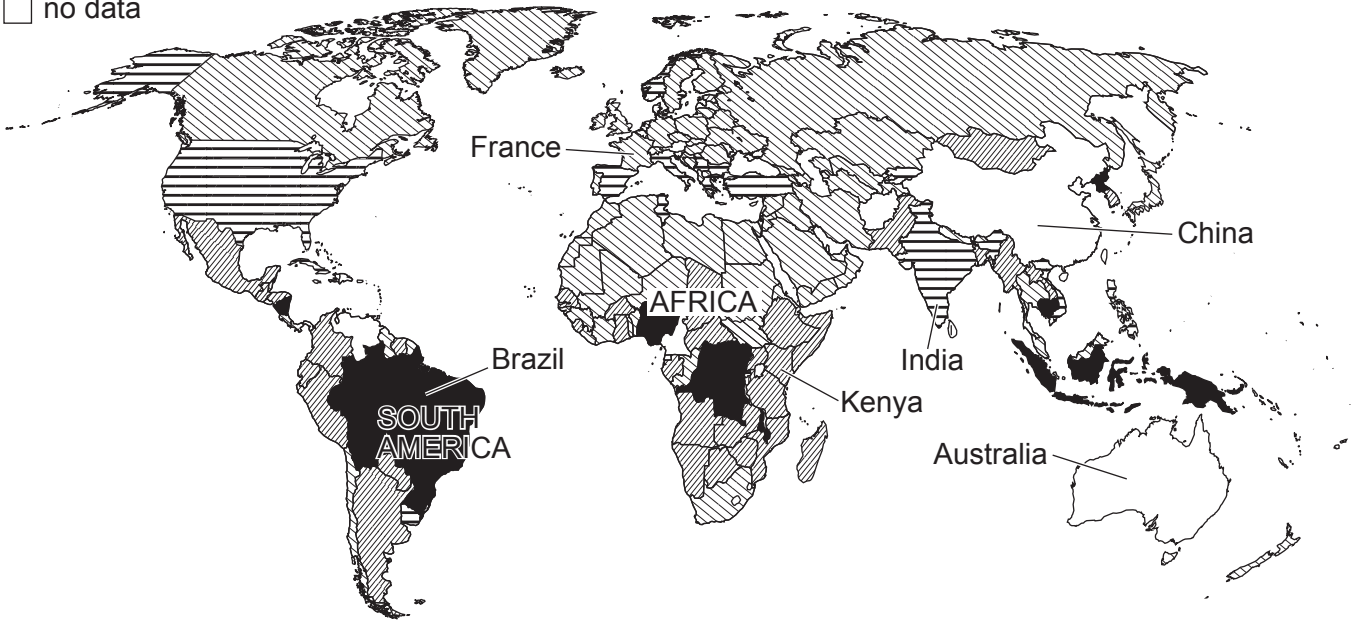 no data
France
China
AFRICA
Brazil
India
Kenya
SOUTH
AMERICA
Australia